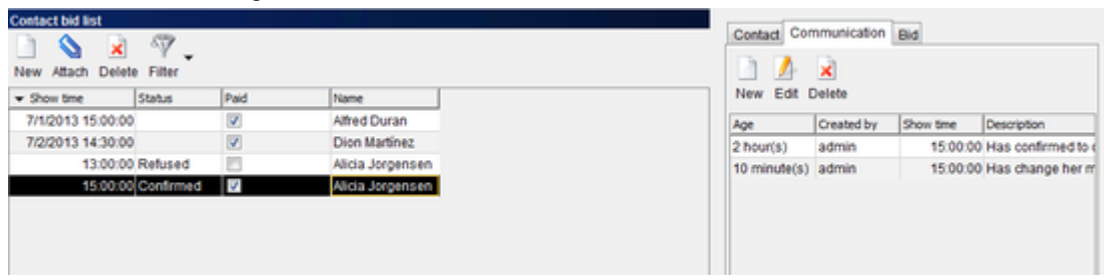 Contact bid list
New Attach Delete Filter
Show time Status Paid Name
7/1/2013 15:00:00 Alfred Duran
7/2/2013 14:30:00 Dion Martínez
13:00:00 Refused Alicia Jorgensen
15:00:00 Confirmed Alicia Jorgensen
Contact Communication Bid
New Edit Delete
Age Created by Show time Description
2 hour(s) admin 15:00:00 Has confirmed to
10 minute(s) admin 15:00:00 Has change her